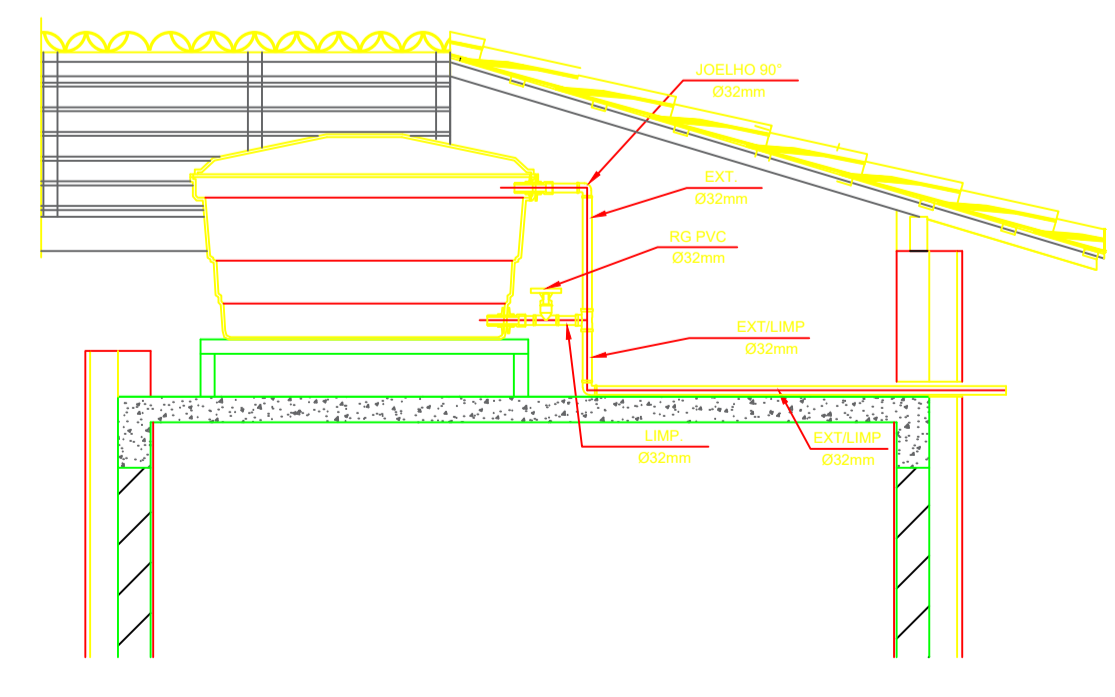 JOELHO 90°
Ø32mm
EXT.
Ø32mm
RG PVC
Ø32mm
EXT/LIMP
Ø32mm
LIMP.
Ø32mm
EXT/LIMP
Ø32mm